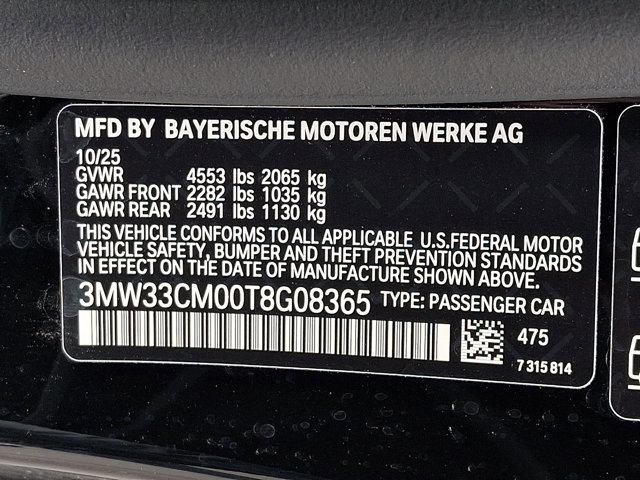 MFD BY BAYERISCHE MOTOREN WERKE AG
10/25
GVWR 4553 lbs 2065 kg
GAWR FRONT 2282 lbs 1035 kg
GAWR REAR 2491 lbs 1130 kg
THIS VEHICLE CONFORMS TO ALL APPLICABLE U.S.FEDERAL MOTOR
VEHICLE SAFETY, BUMPER AND THEFT PREVENTION STANDARDS
IN EFFECT ON THE DATE OF MANUFACTURE SHOWN ABOVE.
3MW33CM00T8G08365 TYPE: PASSENGER CAR
475
7 315 814